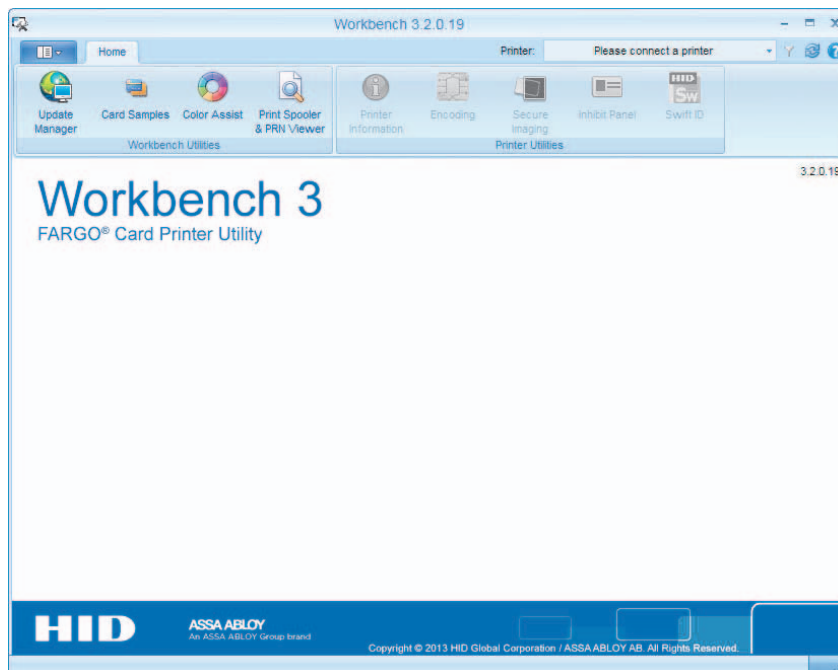 Workbench 3.2.0.19
Home
Printer: Please connect a printer
Update Manager
Card Samples
Color Assist
Print Spooler & PRN Viewer
Workbench Utilities
Printer Information
Encoding
Secure Imaging
Inhibit Panel
HID
Sw
Swift ID
Printer Utilities
3.2.0.19
Workbench 3
FARGO® Card Printer Utility
HID
ASSA ABLOY
An ASSA ABLOY Group brand
Copyright © 2013 HID Global Corporation / ASSA ABLOY AB. All Rights Reserved.